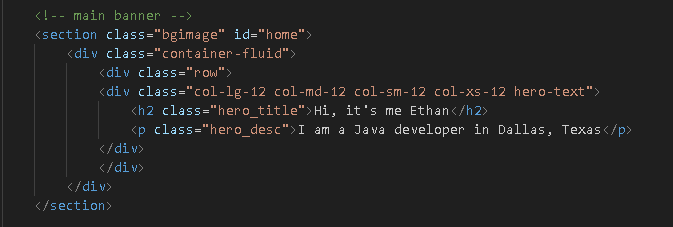 <!-- main banner -->
<section class="bgimage" id="home">
<div class="container-fluid">
<div class="row">
<div class="col-lg-12 col-md-12 col-sm-12 col-xs-12 hero-text">
<h2 class="hero_title">Hi, it's me Ethan</h2>
<p class="hero_desc">I am a Java developer in Dallas, Texas</p>
</div>
</div>
</div>
</section>